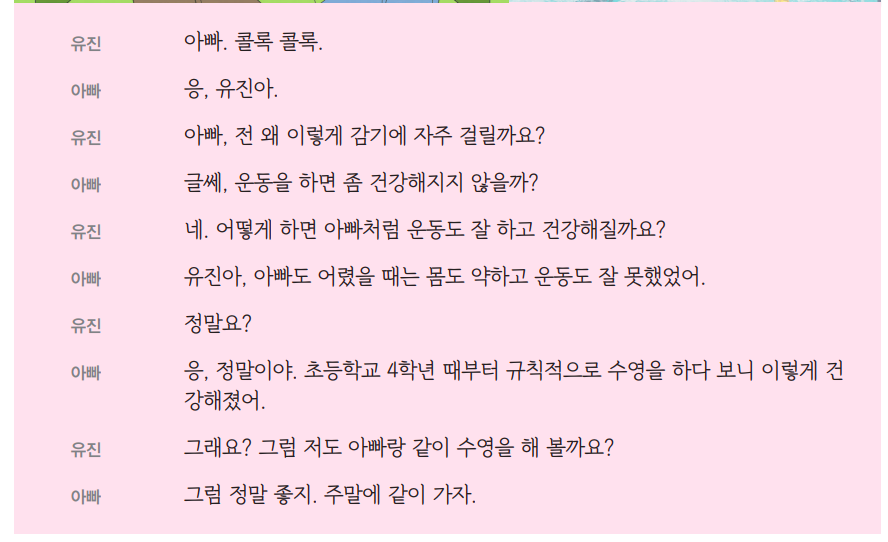 유진 아빠. 콜록 콜록.
아빠 응, 유진아.
유진 아빠, 전 왜 이렇게 감기에 자주 걸릴까요?
아빠 글쎄, 운동을 하면 좀 건강해지지 않을까?
유진 네. 어떻게 하면 아빠처럼 운동도 잘 하고 건강해질까요?
아빠 유진아, 아빠도 어렸을 때는 몸도 약하고 운동도 잘 못했었어.
유진 정말요?
아빠 응, 정말이야. 초등학교 4학년 때부터 규칙적으로 수영을 하다 보니 이렇게 건
강해졌어.
유진 그래요? 그럼 저도 아빠랑 같이 수영을 해 볼까요?
아빠 그럼 정말 좋지. 주말에 같이 가자.